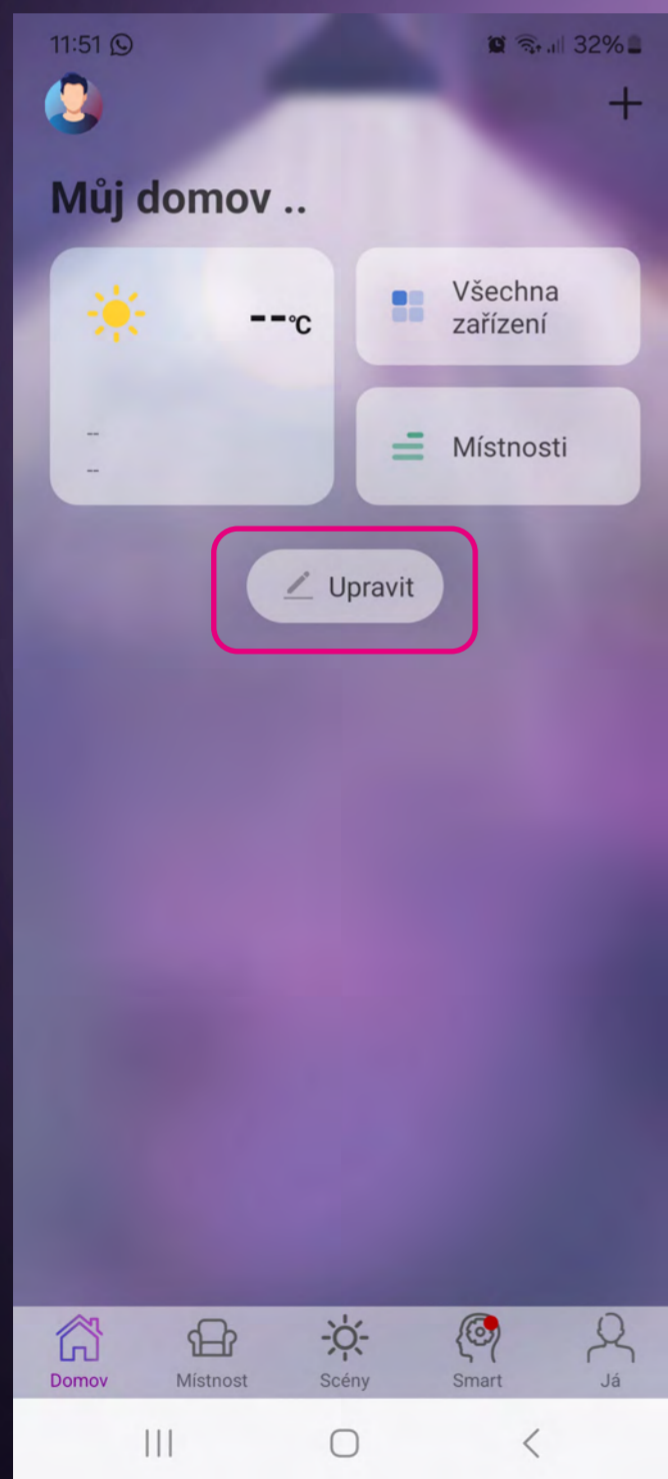 11:51
32%
Můj domov ..
--°C
Všechna
zařízení
--
--
Místnosti
Upravit
Domov
Místnost
Scény
Smart
Já